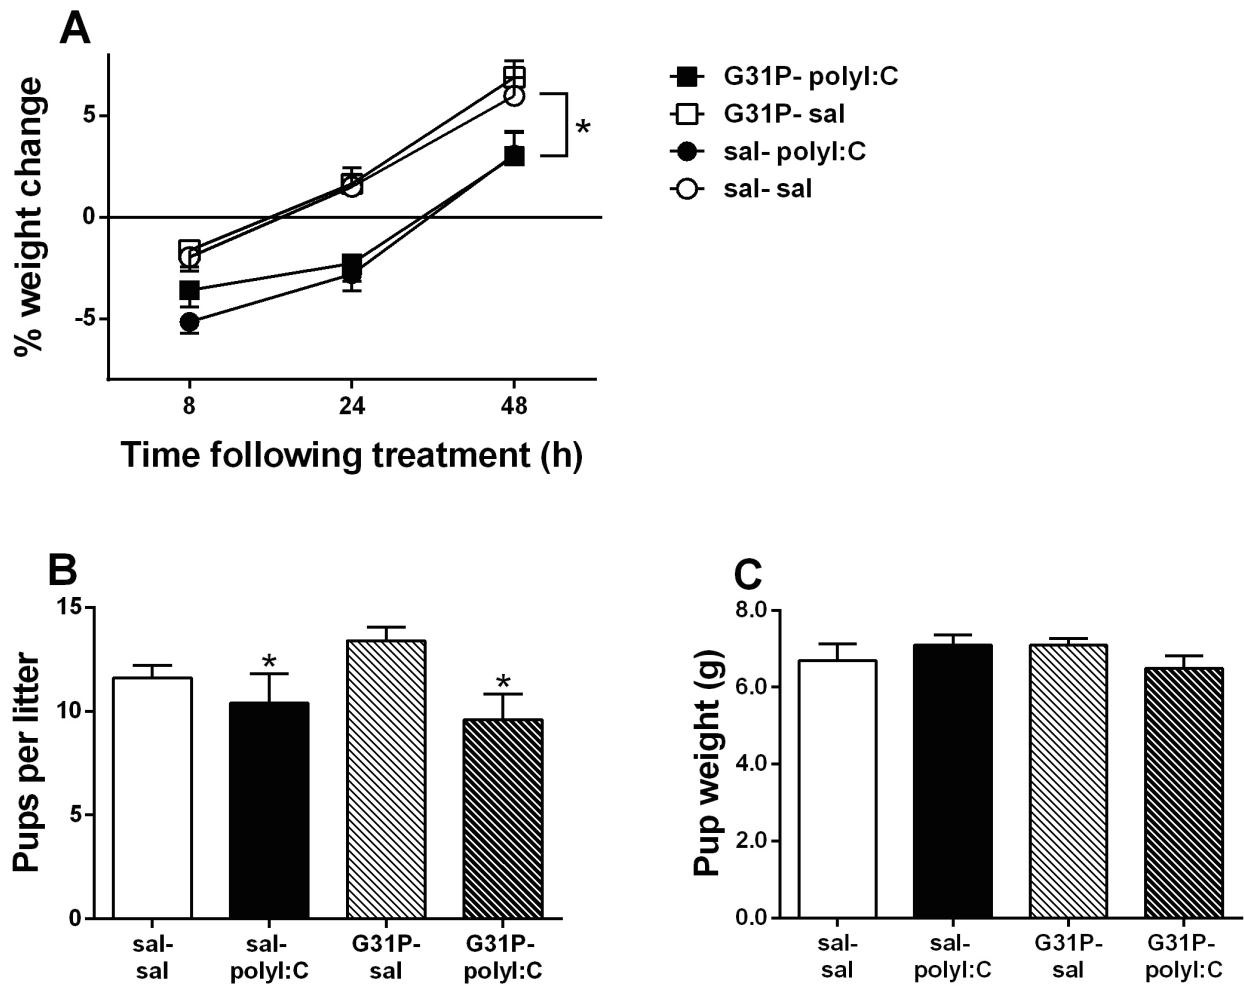 A
% weight change
5
0
-5
8
24
48
*
Time following treatment (h)
G31P- polyI:C
G31P- sal
sal- polyI:C
sal- sal
B
Pups per litter
15
10
5
0
*
*
sal-
sal
sal-
polyI:C
G31P-
sal
G31P-
polyI:C
C
Pup weight (g)
8.0
6.0
4.0
2.0
0.0
sal-
sal
sal-
polyI:C
G31P-
sal
G31P-
polyI:C